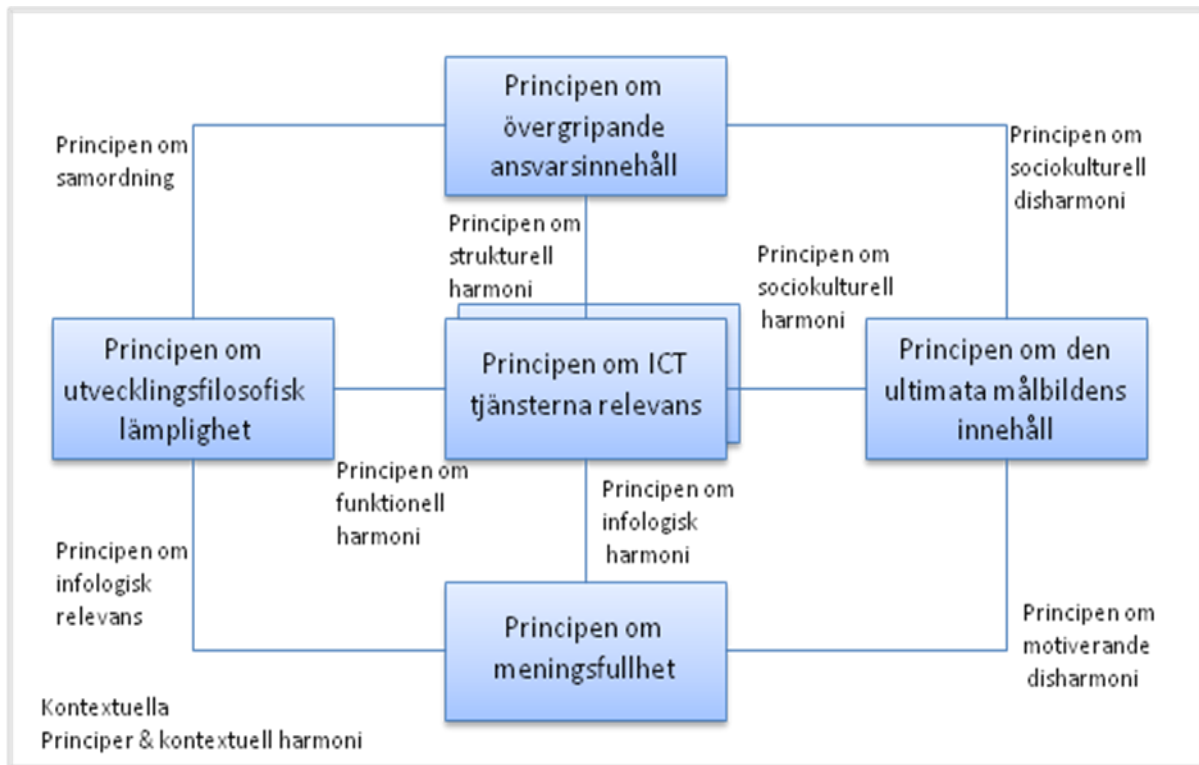 Principen om
övergripande
ansvarsinnehåll
Principen om
samordning
Principen om
sociokulturell
disharmoni
Principen om
strukturell
harmoni
Principen om
sociokulturell
harmoni
Principen om
utvecklingsfilosofisk
lämplighet
Principen om ICT
tjänsterna relevans
Principen om den
ultimata målbildens
innehåll
Principen om
funktionell
harmoni
Principen om
infologisk
harmoni
Principen om
infologisk
relevans
Principen om
meningsfullhet
Principen om
motiverande
disharmoni
Kontextuella
Principer & kontextuell harmoni